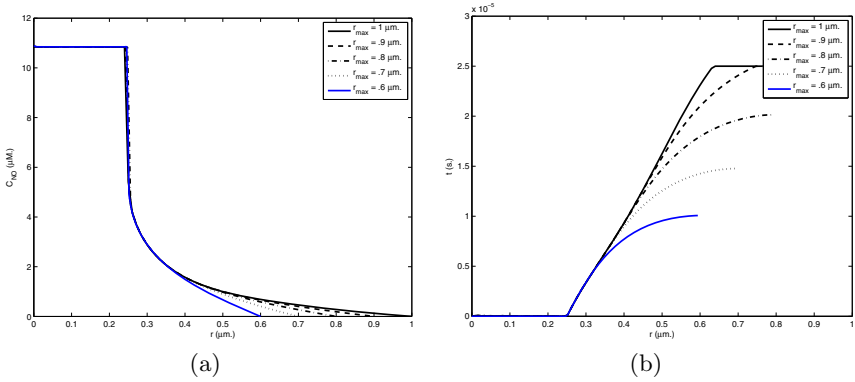 12
10
8
6
4
2
0
C_NO (μM.)
0 0.1 0.2 0.3 0.4 0.5 0.6 0.7 0.8 0.9 1
r (μm.)
r_max = 1 μm.
r_max = .9 μm.
r_max = .8 μm.
r_max = .7 μm.
r_max = .6 μm.
(a)
x 10⁻⁵
3
2.5
2
1.5
1
0.5
0
t (s.)
0 0.1 0.2 0.3 0.4 0.5 0.6 0.7 0.8 0.9 1
r (μm.)
r_max = 1 μm.
r_max = .9 μm.
r_max = .8 μm.
r_max = .7 μm.
r_max = .6 μm.
(b)